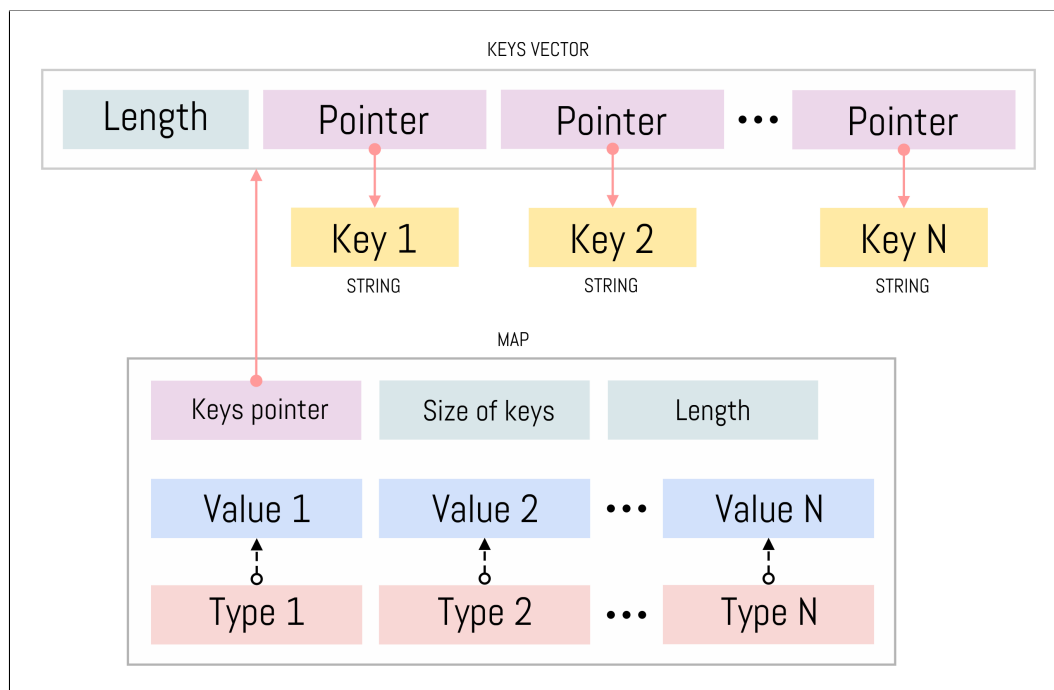 KEYS VECTOR
Length Pointer Pointer ••• Pointer
Key 1 Key 2 Key N
STRING STRING STRING
MAP
Keys pointer Size of keys Length
Value 1 Value 2 ••• Value N
Type 1 Type 2 ••• Type N